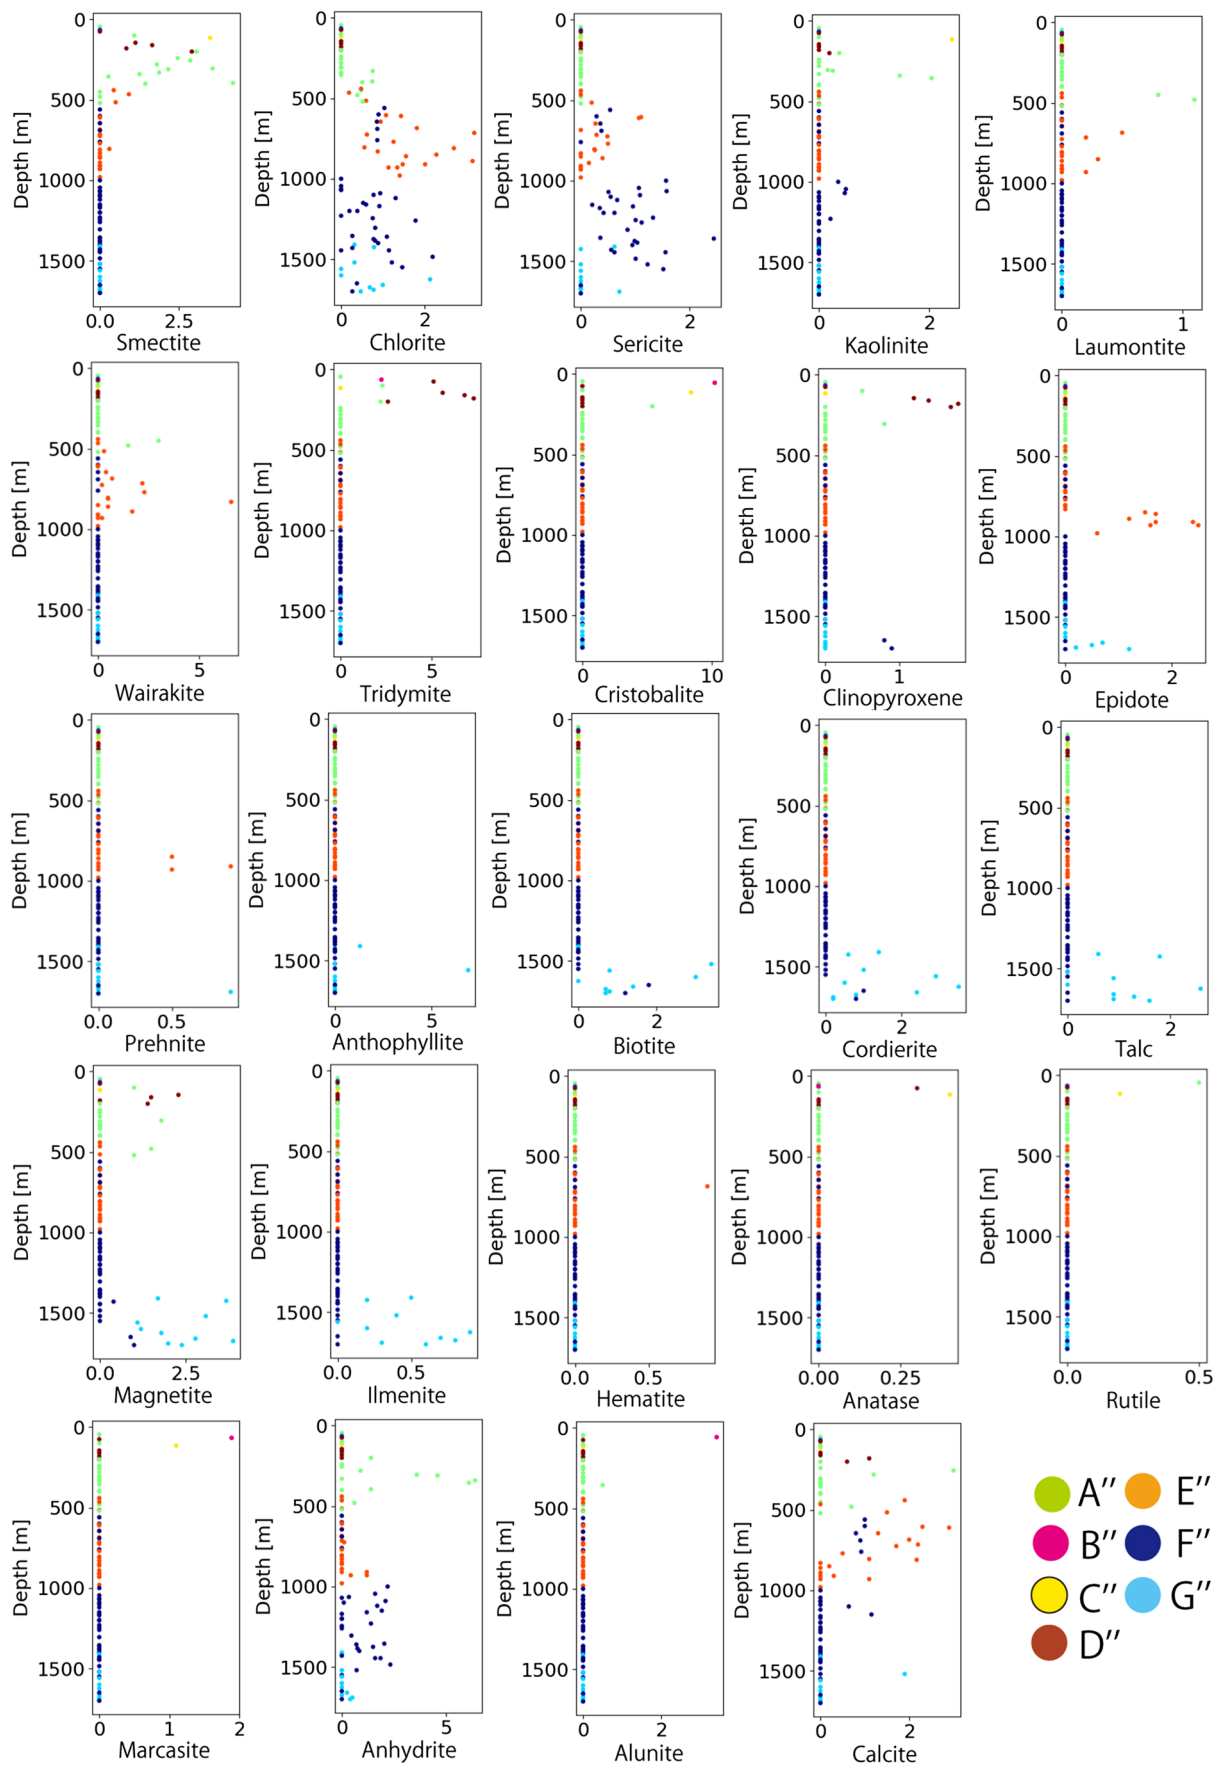 0
500
1000
1500
Depth [m]
0.0 2.5
Smectite
0
500
1000
1500
Depth [m]
0 2
Chlorite
0
500
1000
1500
Depth [m]
0 2
Sericite
0
500
1000
1500
Depth [m]
0 2
Kaolinite
0
500
1000
1500
Depth [m]
0 1
Laumontite
0
500
1000
1500
Depth [m]
0 5
Wairakite
0
500
1000
1500
Depth [m]
0 5
Tridymite
0
500
1000
1500
Depth [m]
0 10
Cristobalite
0
500
1000
1500
Depth [m]
0 1
Clinopyroxene
0
500
1000
1500
Depth [m]
0 2
Epidote
0
500
1000
1500
Depth [m]
0.0 0.5
Prehnite
0
500
1000
1500
Depth [m]
0 5
Anthophyllite
0
500
1000
1500
Depth [m]
0 2
Biotite
0
500
1000
1500
Depth [m]
0 2
Cordierite
0
500
1000
1500
Depth [m]
0 2
Talc
0
500
1000
1500
Depth [m]
0.0 2.5
Magnetite
0
500
1000
1500
Depth [m]
0.0 0.5
Ilmenite
0
500
1000
1500
Depth [m]
0.0 0.5
Hematite
0
500
1000
1500
Depth [m]
0.00 0.25
Anatase
0
500
1000
1500
Depth [m]
0.0 0.5
Rutile
0
500
1000
1500
Depth [m]
0 1 2
Marcasite
0
500
1000
1500
Depth [m]
0 5
Anhydrite
0
500
1000
1500
Depth [m]
0 2
Alunite
0
500
1000
1500
Depth [m]
0 2
Calcite
A″ E″
B″ F″
C″ G″
D″